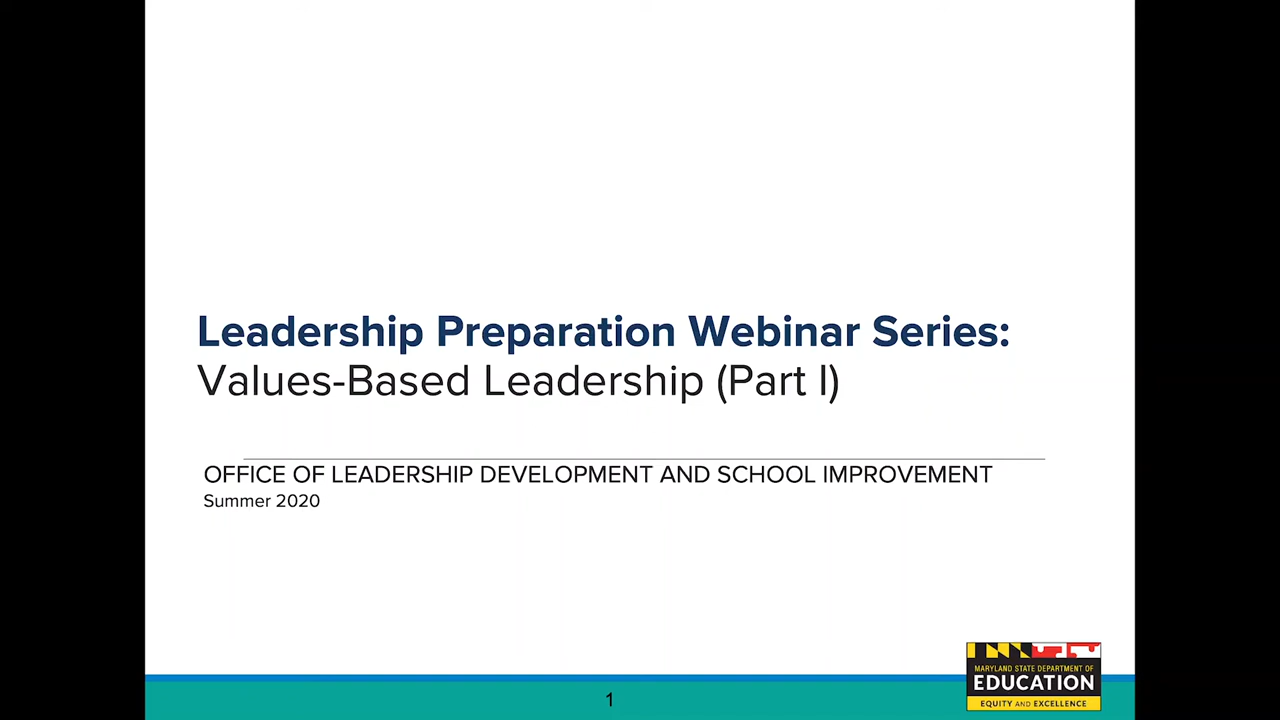 Leadership Preparation Webinar Series:
Values-Based Leadership (Part I)
OFFICE OF LEADERSHIP DEVELOPMENT AND SCHOOL IMPROVEMENT
Summer 2020
MARYLAND STATE DEPARTMENT OF
EDUCATION
EQUITY AND EXCELLENCE
1